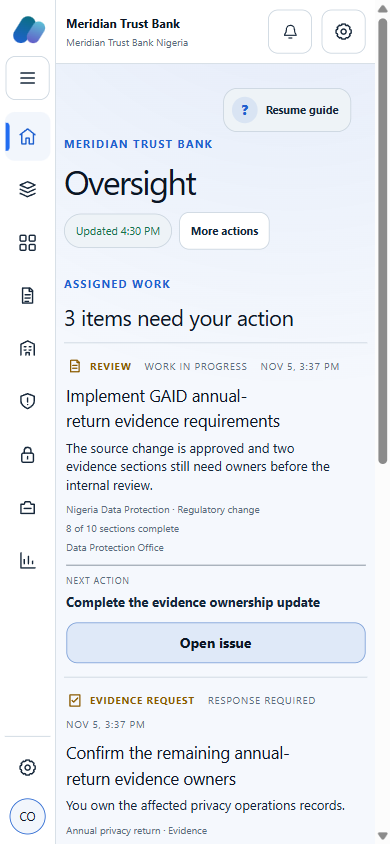 Meridian Trust Bank
Meridian Trust Bank Nigeria
? Resume guide
MERIDIAN TRUST BANK
Oversight
Updated 4:30 PM
More actions
ASSIGNED WORK
3 items need your action
REVIEW WORK IN PROGRESS NOV 5, 3:37 PM
Implement GAID annual-
return evidence requirements
The source change is approved and two
evidence sections still need owners before the
internal review.
Nigeria Data Protection · Regulatory change
8 of 10 sections complete
Data Protection Office
NEXT ACTION
Complete the evidence ownership update
Open issue
EVIDENCE REQUEST RESPONSE REQUIRED
NOV 5, 3:37 PM
Confirm the remaining annual-
return evidence owners
You own the affected privacy operations records.
Annual privacy return · Evidence
CO